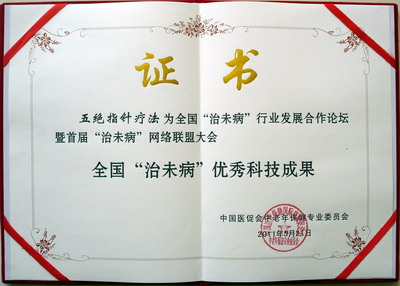 证书
五绝指针疗法为全国“治未病”行业发展合作论坛
暨首届“治未病”网络联盟大会
全国“治未病”优秀科技成果
中国医促会中老年保健专业委员会
2011年5月21日